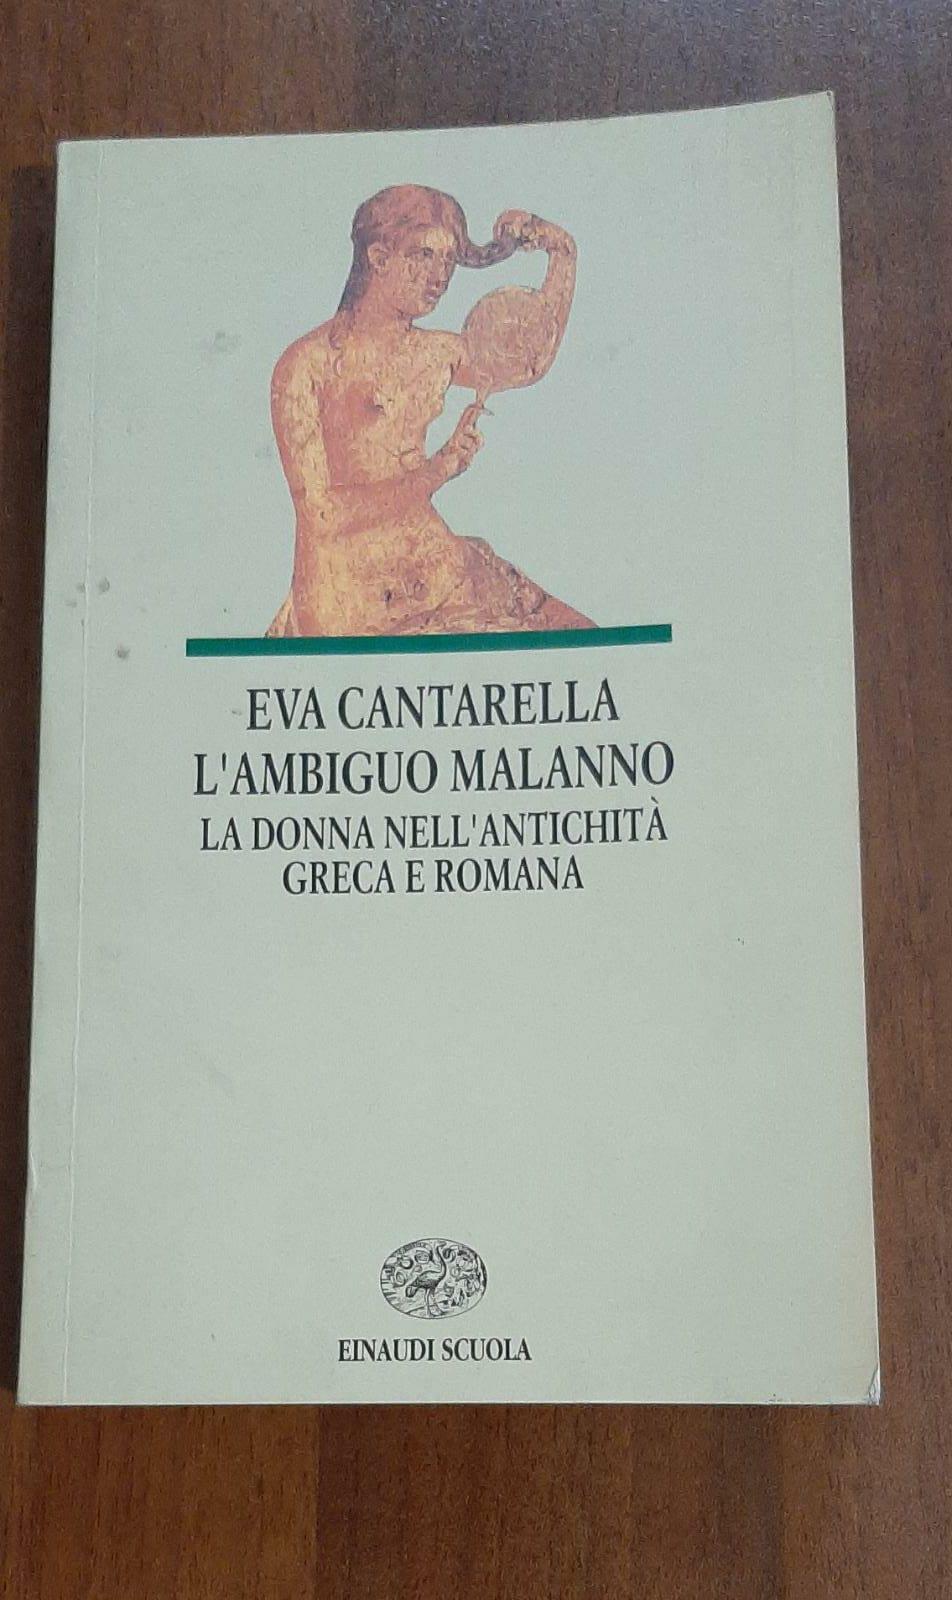 EVA CANTARELLA
L'AMBIGUO MALANNO
LA DONNA NELL'ANTICHITÀ
GRECA E ROMANA
EINAUDI SCUOLA